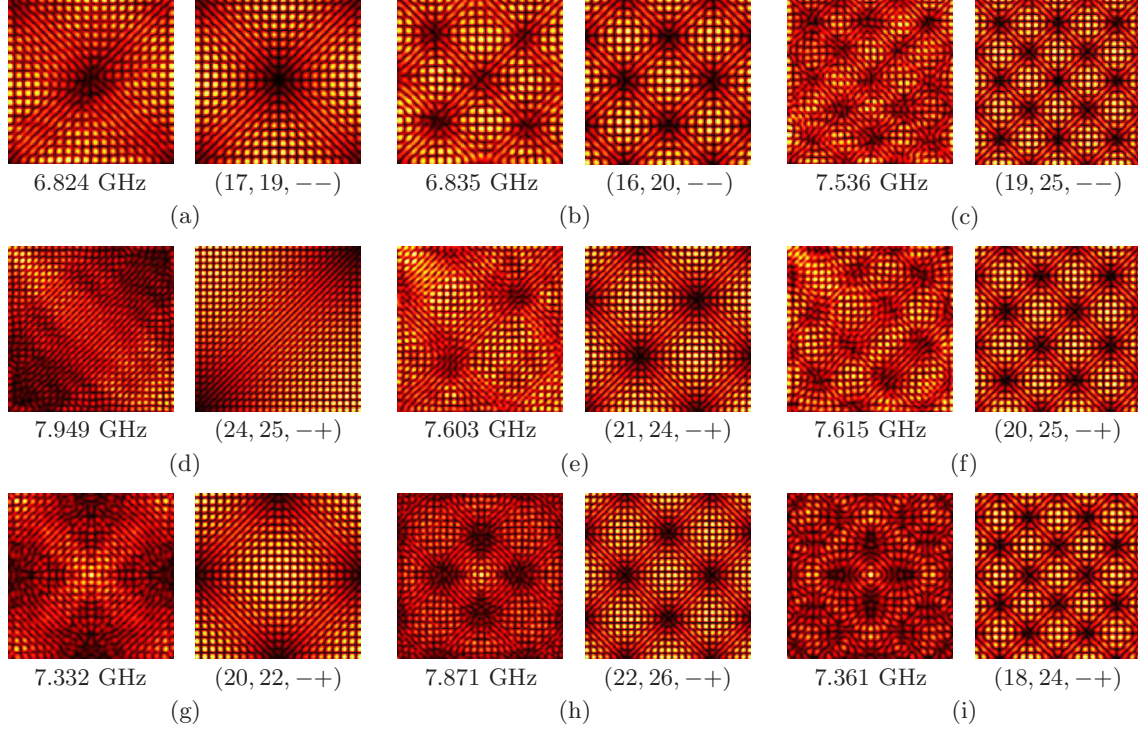 6.824 GHz (17, 19, −−) 6.835 GHz (16, 20, −−) 7.536 GHz (19, 25, −−)
(a) (b) (c)
7.949 GHz (24, 25, −+) 7.603 GHz (21, 24, −+) 7.615 GHz (20, 25, −+)
(d) (e) (f)
7.332 GHz (20, 22, −+) 7.871 GHz (22, 26, −+) 7.361 GHz (18, 24, −+)
(g) (h) (i)